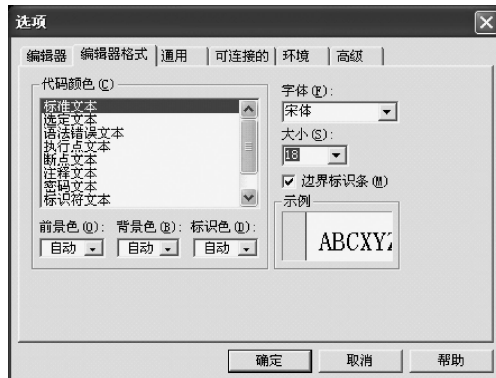 选项
编辑器 编辑器格式 通用 可连接的 环境 高级
代码颜色(C)
标准文本
选定文本
语法错误文本
执行点文本
断点文本
注释文本
密码文本
标识符文本
前景色(O): 背景色(B): 标识色(D):
自动 自动 自动
字体(F):
宋体
大小(S):
18
边界标识条(M)
示例
ABCXYZ
确定 取消 帮助